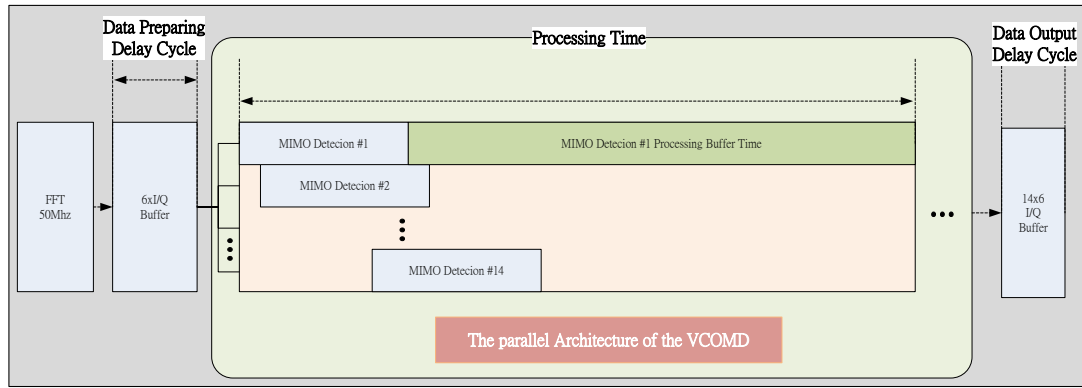 Data Preparing
Delay Cycle
Processing Time
Data Output
Delay Cycle
FFT
50Mhz
6xI/Q
Buffer
MIMO Detecion #1
MIMO Detecion #1 Processing Buffer Time
MIMO Detecion #2
MIMO Detecion #14
14x6
I/Q
Buffer
The parallel Architecture of the VCOMD